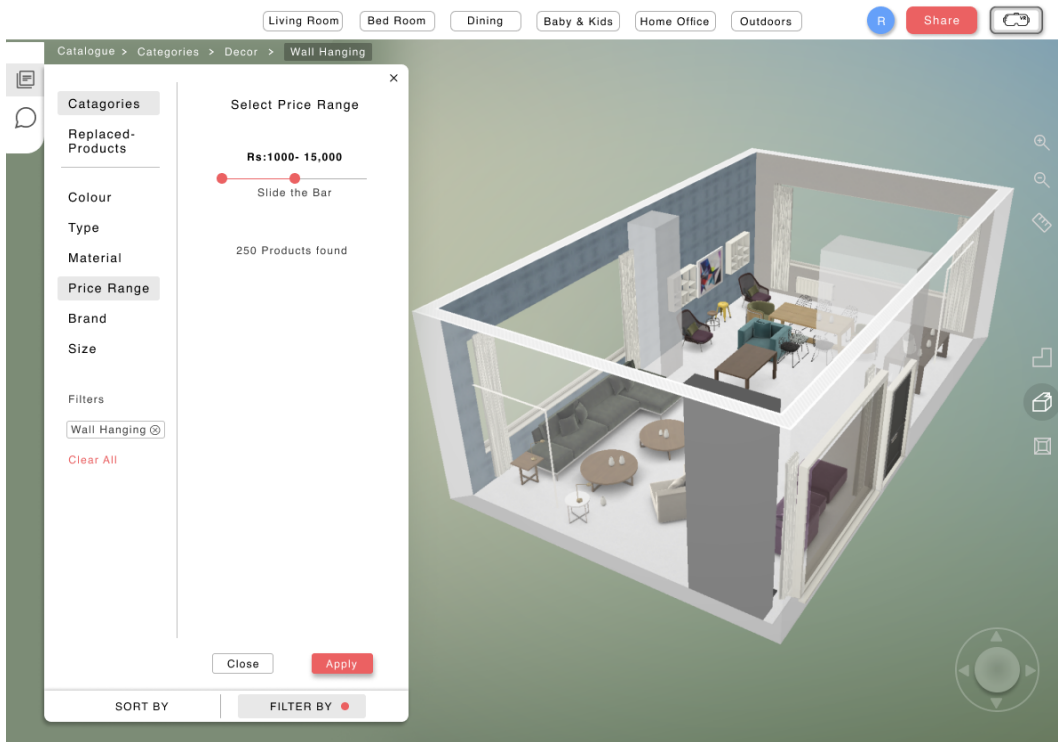 Living Room
Bed Room
Dining
Baby & Kids
Home Office
Outdoors
R
Share
VR
Catalogue > Categories > Decor > Wall Hanging
Catagories
Replaced-
Products
Colour
Type
Material
Price Range
Brand
Size
Filters
Wall Hanging
Clear All
Select Price Range
Rs:1000- 15,000
Slide the Bar
250 Products found
Close
Apply
SORT BY
FILTER BY